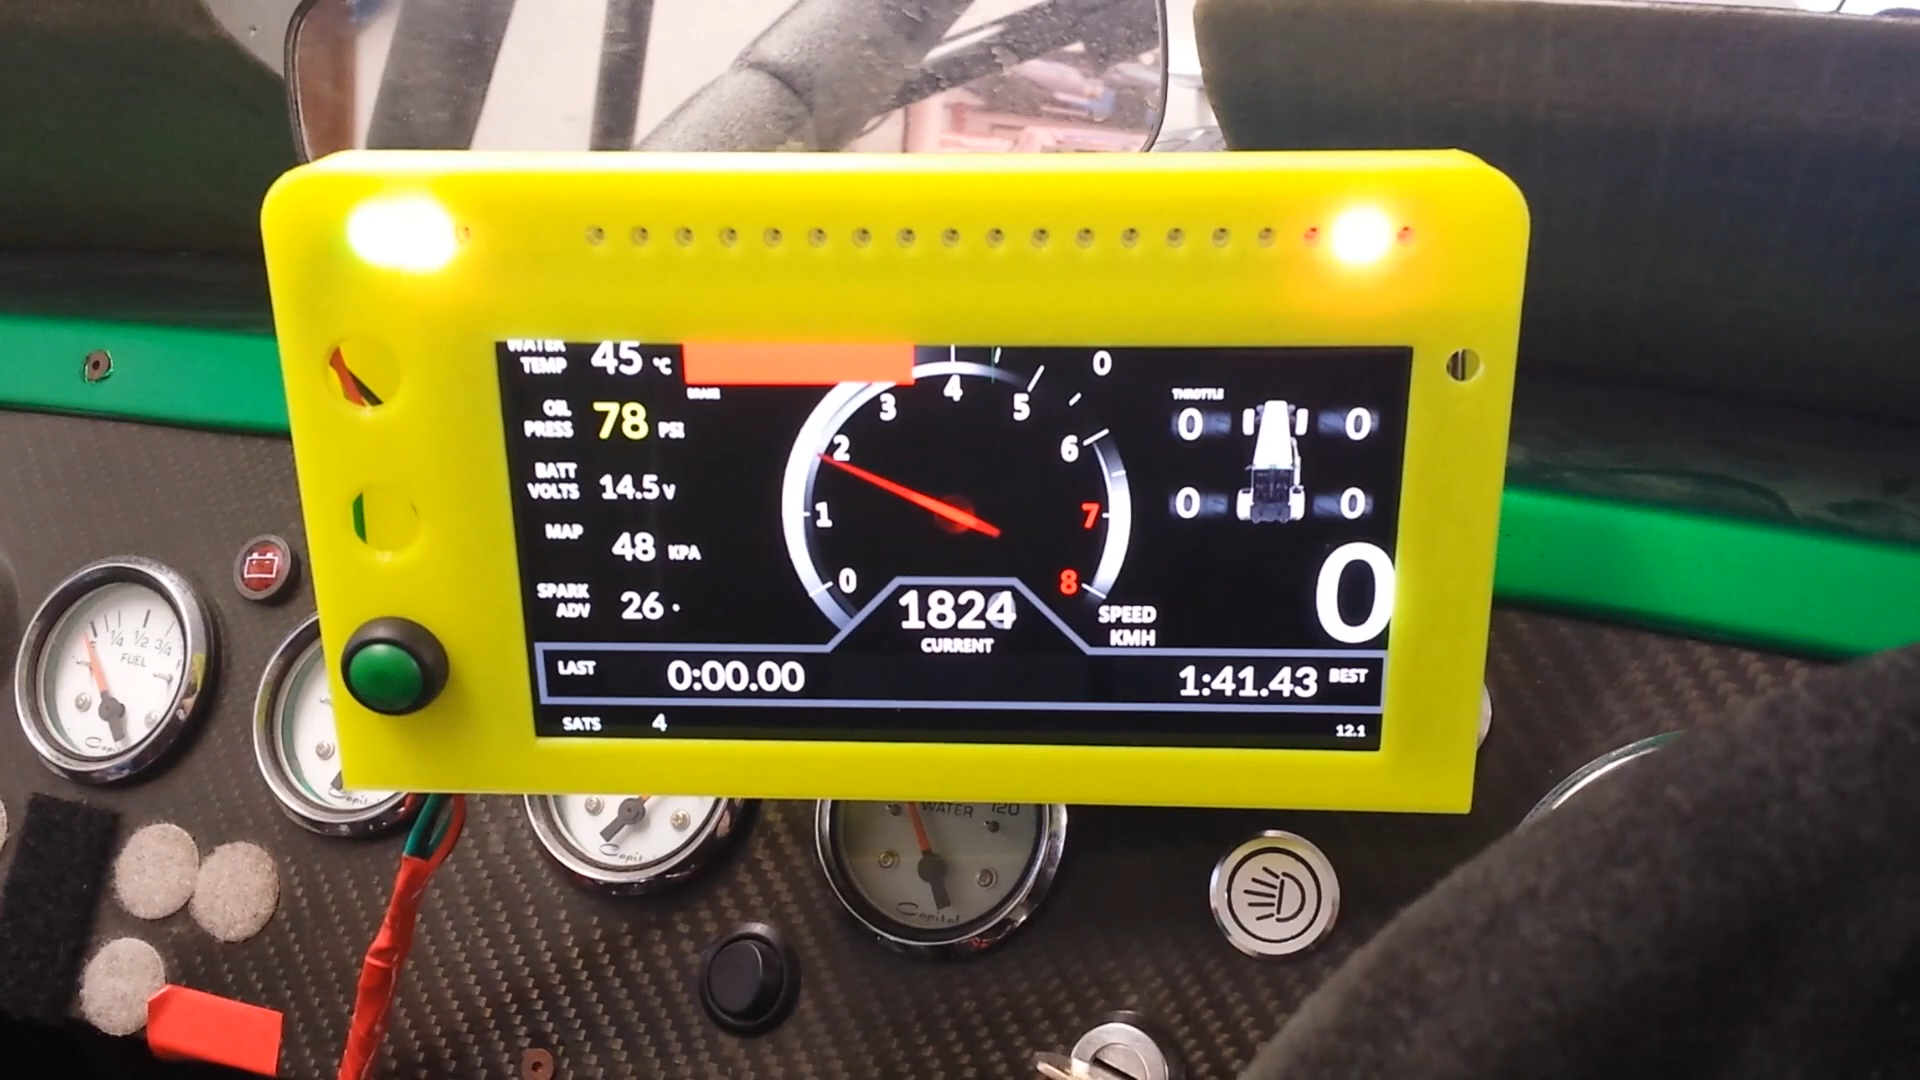 WATER TEMP 45 °C
BRAKE
OIL PRESS 78 PSI
BATT VOLTS 14.5 V
MAP 48 KPA
SPARK ADV 26
0 1 2 3 4 5 6 7 8
0
THROTTLE
0 0
0 0
0
SPEED KMH
1824
CURRENT
LAST 0:00.00
1:41.43 BEST
SATS 4
12.1
1/4 1/2 3/4
FUEL
WATER 120
Capitol